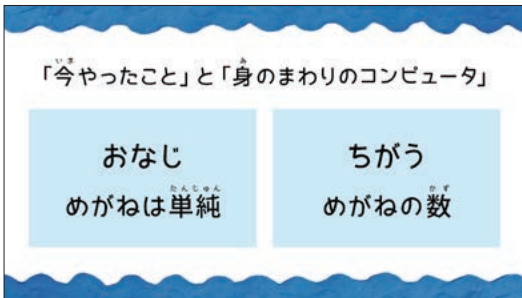 「今やったこと」と「身のまわりのコンピュータ」
おなじ
めがねは単純
ちがう
めがねの数